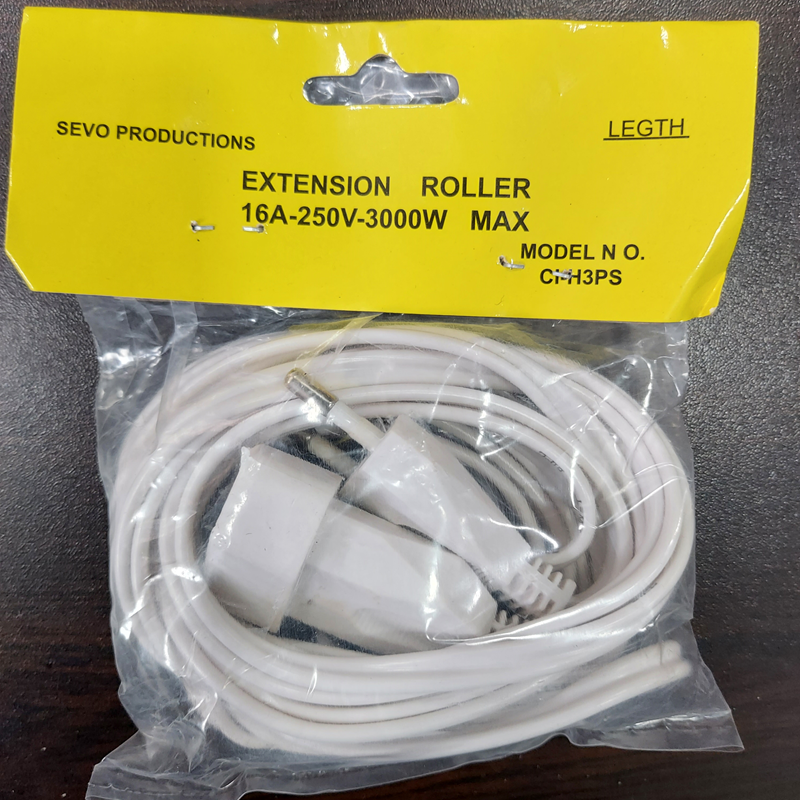 SEVO PRODUCTIONS
LEGTH
EXTENSION ROLLER
16A-250V-3000W MAX
MODEL N O.